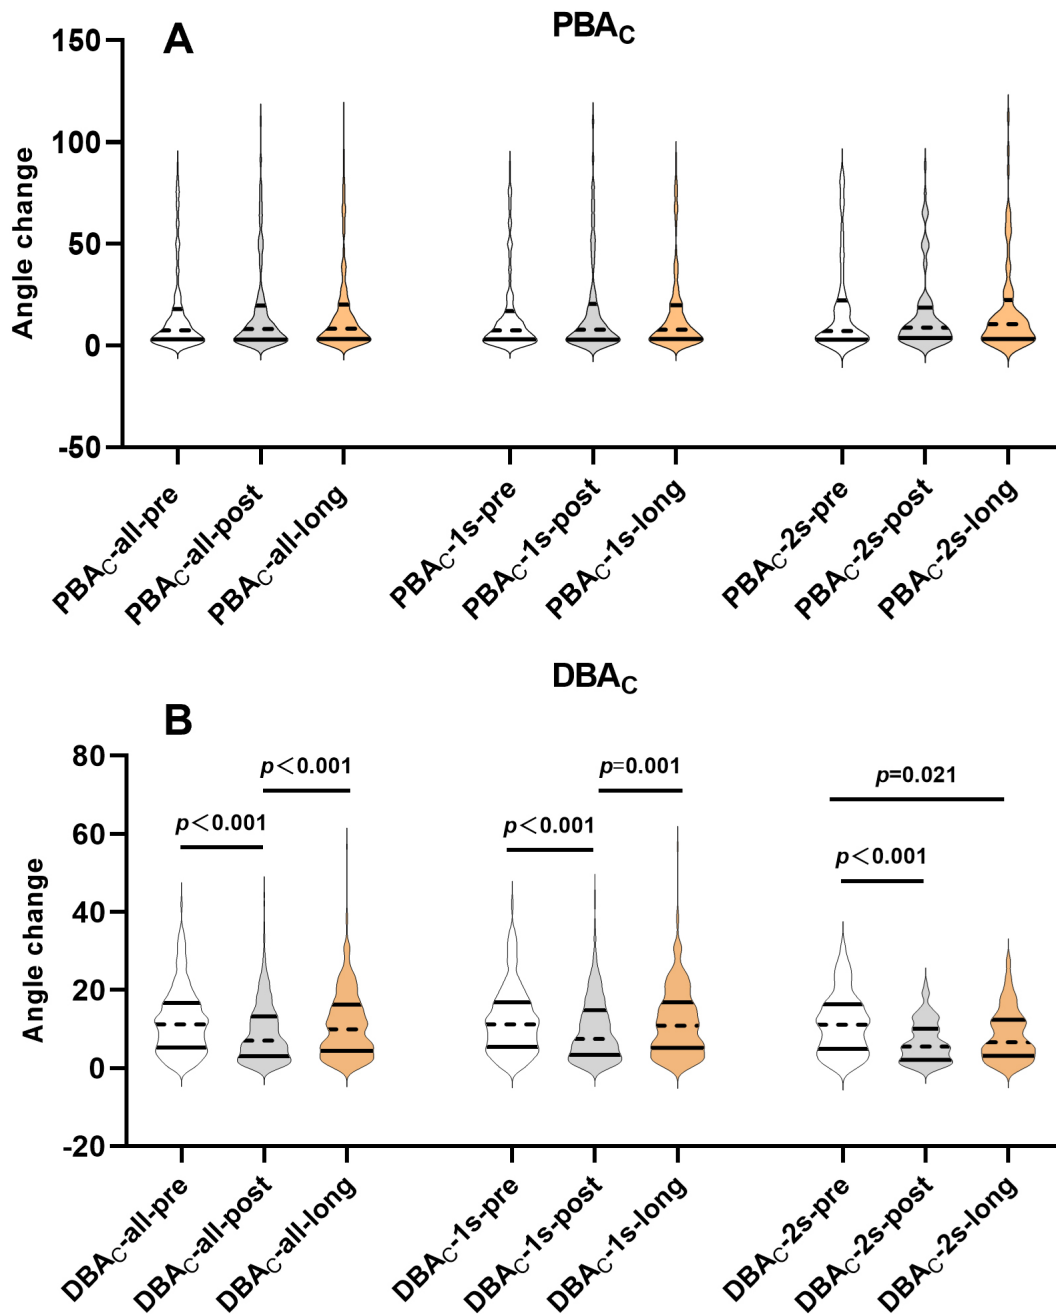 A
PBAC
150
100
50
0
-50
Angle change
PBAC-all-pre
PBAC-all-post
PBAC-all-long
PBAC-1s-pre
PBAC-1s-post
PBAC-1s-long
PBAC-2s-pre
PBAC-2s-post
PBAC-2s-long
DBAC
B
80
60
40
20
0
-20
Angle change
p<0.001
p<0.001
p<0.001
p=0.001
p<0.001
p=0.021
DBAC-all-pre
DBAC-all-post
DBAC-all-long
DBAC-1s-pre
DBAC-1s-post
DBAC-1s-long
DBAC-2s-pre
DBAC-2s-post
DBAC-2s-long